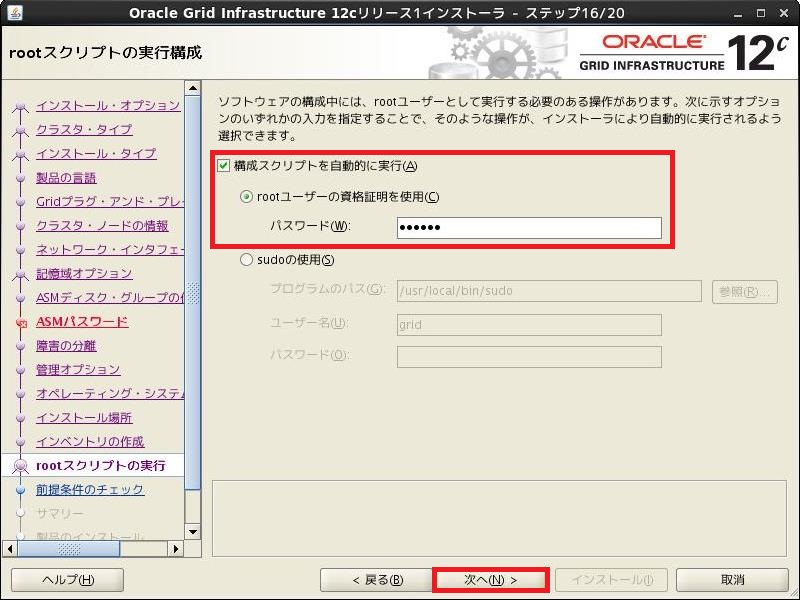 Oracle Grid Infrastructure 12cリリース1インストーラ - ステップ16/20
rootスクリプトの実行構成
ORACLE
GRID INFRASTRUCTURE 12c
インストール・オプション
クラスタ・タイプ
インストール・タイプ
製品の言語
Gridプラグ・アンド・プレ
クラスタ・ノードの情報
ネットワーク・インタフェー
記憶域オプション
ASMディスク・グループの
ASMパスワード
障害の分離
管理オプション
オペレーティング・システ
インストール場所
インベントリの作成
rootスクリプトの実行
前提条件のチェック
サマリー
製品のインストール
ソフトウェアの構成中には、rootユーザーとして実行する必要のある操作があります。次に示すオプショ
ンのいずれかの入力を指定することで、そのような操作が、インストーラにより自動的に実行されるよう
選択できます。
構成スクリプトを自動的に実行(A)
rootユーザーの資格証明を使用(C)
パスワード(W): ••••••
sudoの使用(S)
プログラムのパス(G): /usr/local/bin/sudo 参照(R)...
ユーザー名(U): grid
パスワード(O):
ヘルプ(H) < 戻る(B) 次へ(N) > インストール(I) 取消